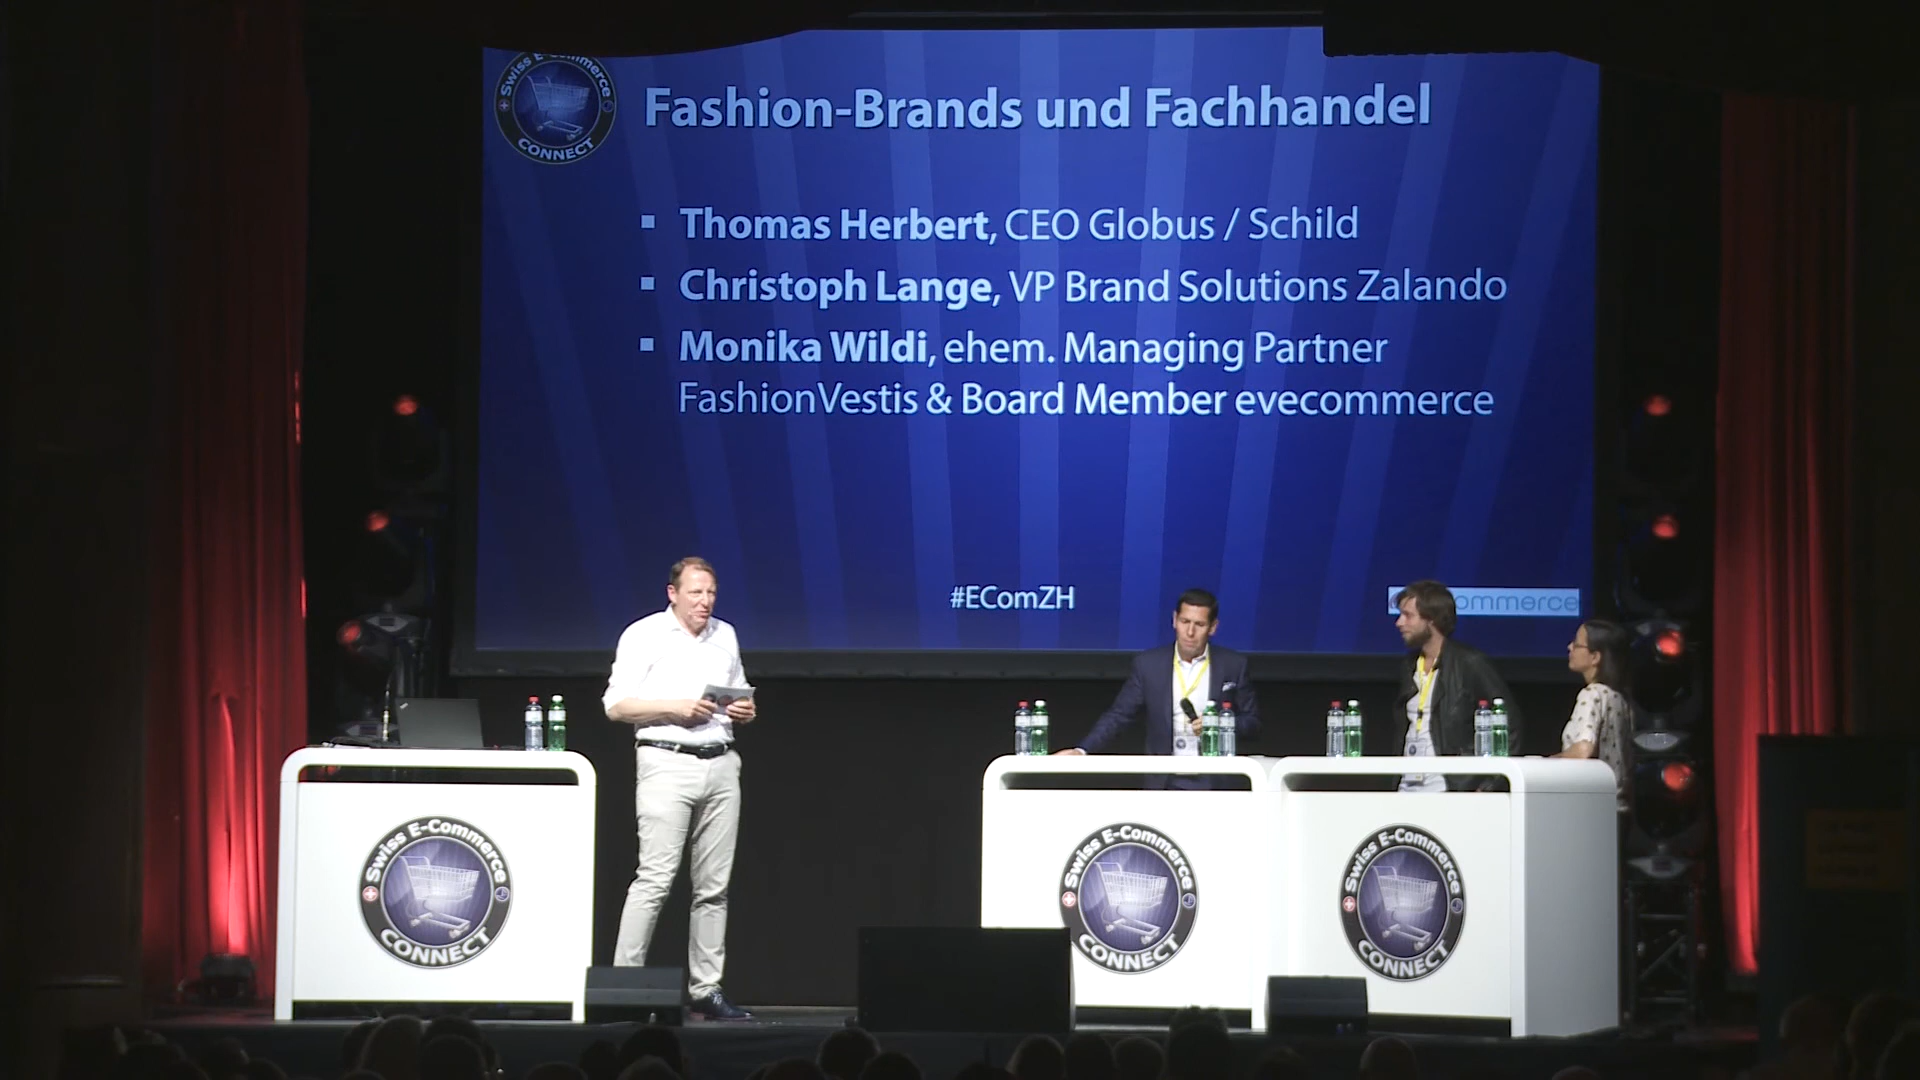 Swiss E-Commerce
CONNECT
Fashion-Brands und Fachhandel
Thomas Herbert, CEO Globus / Schild
Christoph Lange, VP Brand Solutions Zalando
Monika Wildi, ehem. Managing Partner
FashionVestis & Board Member evecommerce
#EComZH
ommerce
Swiss E-Commerce
CONNECT
Swiss E-Commerce
CONNECT
Swiss E-Commerce
CONNECT